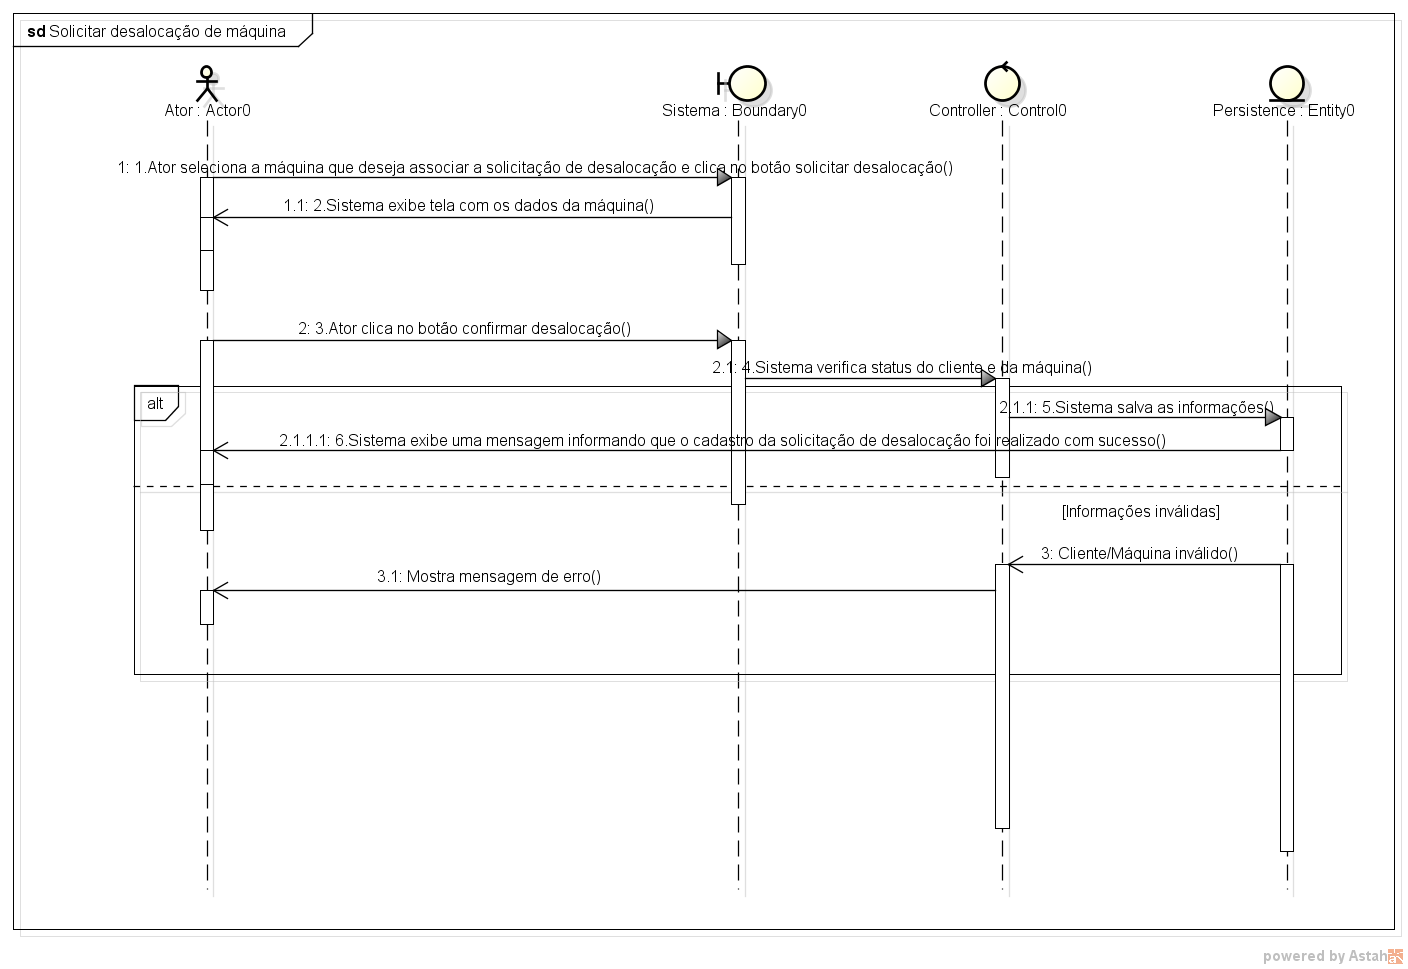 sd Solicitar desalocação de máquina
Ator : Actor0
Sistema : Boundary0
Controller : Control0
Persistence : Entity0
1: 1.Ator seleciona a máquina que deseja associar a solicitação de desalocação e clica no botão solicitar desalocação()
1.1: 2.Sistema exibe tela com os dados da máquina()
2: 3.Ator clica no botão confirmar desalocação()
2.1: 4.Sistema verifica status do cliente e da máquina()
alt
2.1.1: 5.Sistema salva as informações()
2.1.1.1: 6.Sistema exibe uma mensagem informando que o cadastro da solicitação de desalocação foi realizado com sucesso()
[Informações inválidas]
3: Cliente/Máquina inválido()
3.1: Mostra mensagem de erro()
powered by Astah